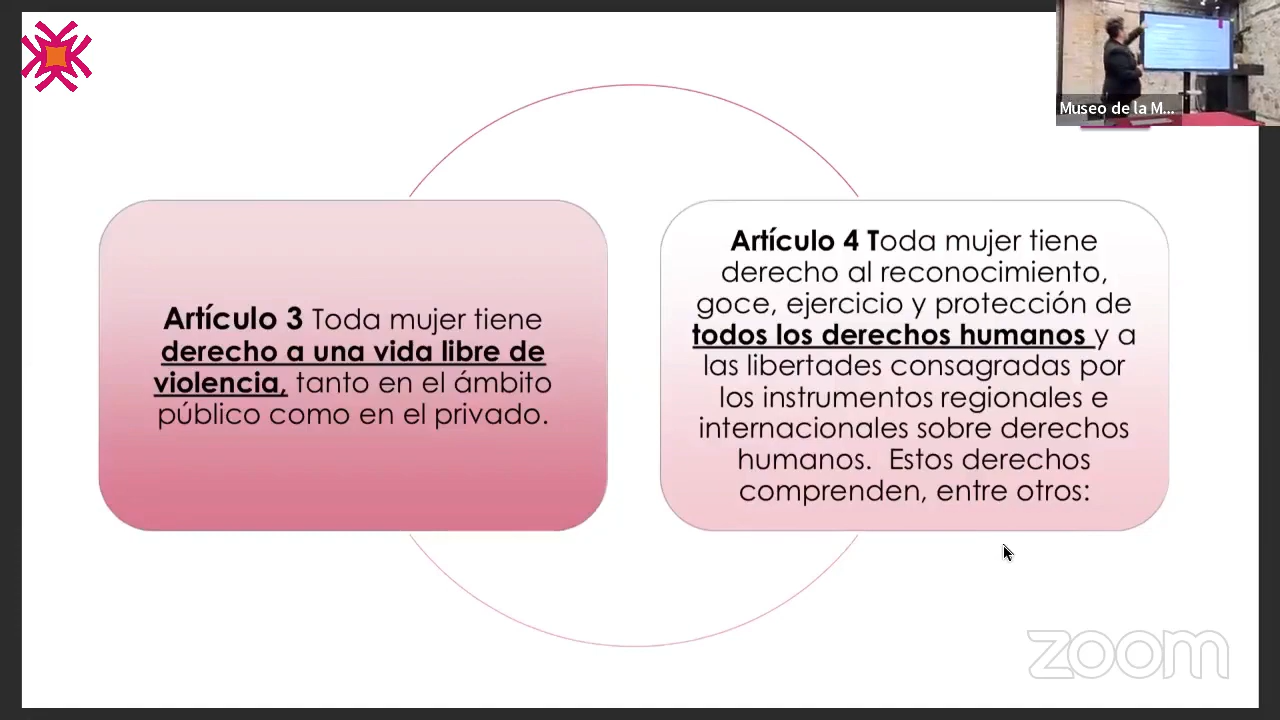 Museo de la M...
Artículo 3 Toda mujer tiene
derecho a una vida libre de
violencia, tanto en el ámbito
público como en el privado.
Artículo 4 Toda mujer tiene
derecho al reconocimiento,
goce, ejercicio y protección de
todos los derechos humanos y a
las libertades consagradas por
los instrumentos regionales e
internacionales sobre derechos
humanos.  Estos derechos
comprenden, entre otros:
zoom